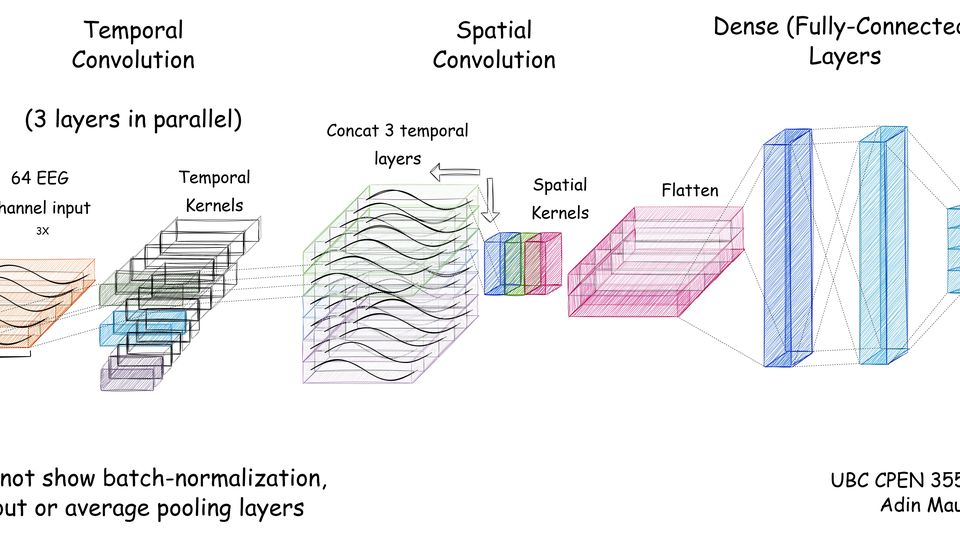 Temporal
Convolution
Spatial
Convolution
Dense (Fully-Connected
Layers
(3 layers in parallel)
64 EEG
hannel input
3X
Temporal
Kernels
Concat 3 temporal
layers
Spatial
Kernels
Flatten
not show batch-normalization,
out or average pooling layers
UBC CPEN 355
Adin Mau